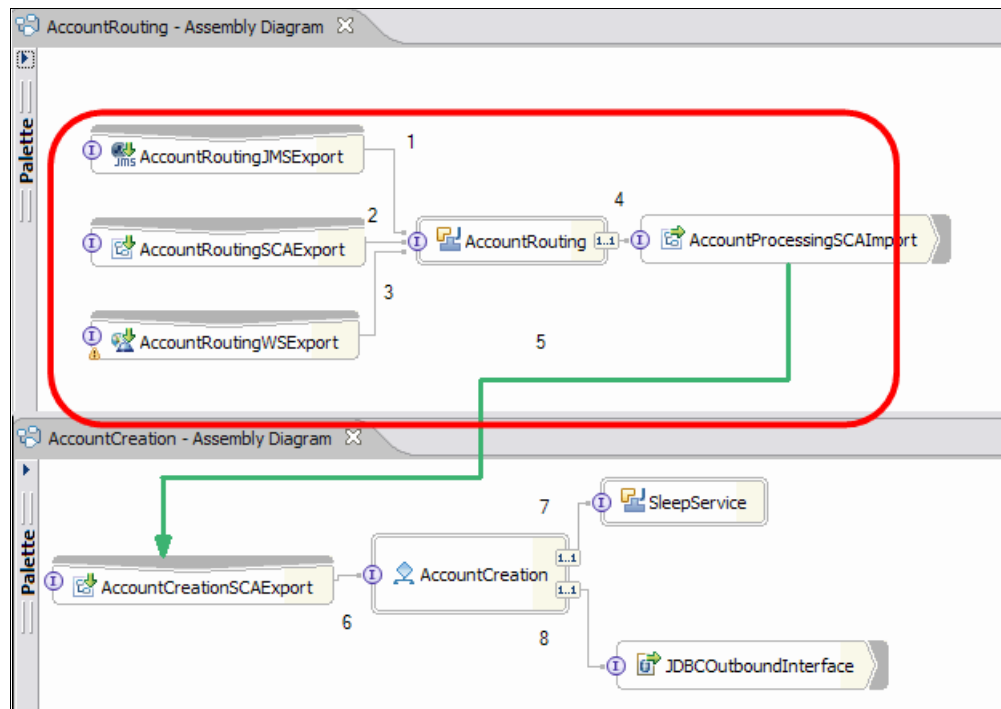 AccountRouting - Assembly Diagram
Palette
AccountRoutingJMSExport
1
AccountRoutingSCAExport
2
AccountRoutingWSExport
3
AccountRouting
1..1
4
AccountProcessingSCAImport
5
AccountCreation - Assembly Diagram
Palette
AccountCreationSCAExport
6
AccountCreation
1..1
1..1
7
SleepService
8
JDBCOutboundInterface